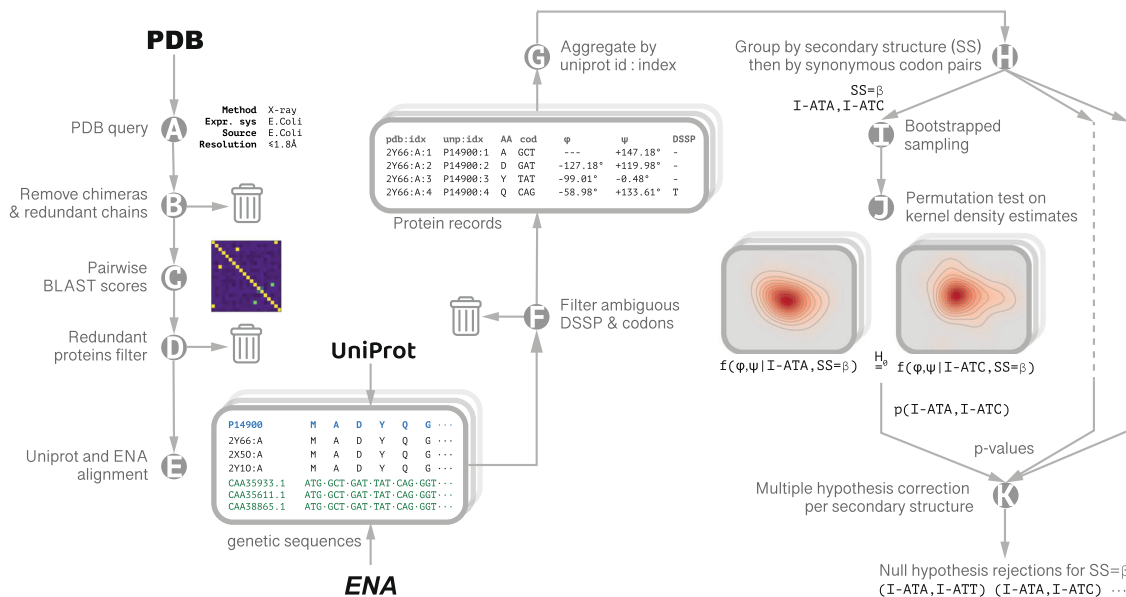 PDB
A
PDB query
Method X-ray
Expr. sys E.Coli
Source E.Coli
Resolution ≤1.8Å
Remove chimeras
& redundant chains
B
Pairwise
BLAST scores
C
Redundant
proteins filter
D
Uniprot and ENA
alignment
E
UniProt
P14900 M A D Y Q G ···
2Y66:A M A D Y Q G ···
2X5O:A M A D Y Q G ···
2Y1O:A M A D Y Q G ···
CAA35933.1 ATG·GCT·GAT·TAT·CAG·GGT···
CAA35611.1 ATG·GCT·GAT·TAT·CAG·GGT···
CAA38865.1 ATG·GCT·GAT·TAT·CAG·GGT···
genetic sequences
ENA
F
Filter ambiguous
DSSP & codons
pdb:idx unp:idx AA cod φ ψ DSSP
2Y66:A:1 P14900:1 A GCT --- +147.18° -
2Y66:A:2 P14900:2 D GAT -127.18° +119.98° -
2Y66:A:3 P14900:3 Y TAT -99.01° -0.48° -
2Y66:A:4 P14900:4 Q CAG -58.98° +133.61° T
Protein records
G
Aggregate by
uniprot id : index
Group by secondary structure (SS)
then by synonymous codon pairs
H
SS=β
I-ATA,I-ATC
I
Bootstrapped
sampling
J
Permutation test on
kernel density estimates
f(φ,ψ|I-ATA,SS=β) H₀ = f(φ,ψ|I-ATC,SS=β)
p(I-ATA,I-ATC)
p-values
Multiple hypothesis correction
per secondary structure
K
Null hypothesis rejections for SS=β
(I-ATA,I-ATT) (I-ATA,I-ATC) ···